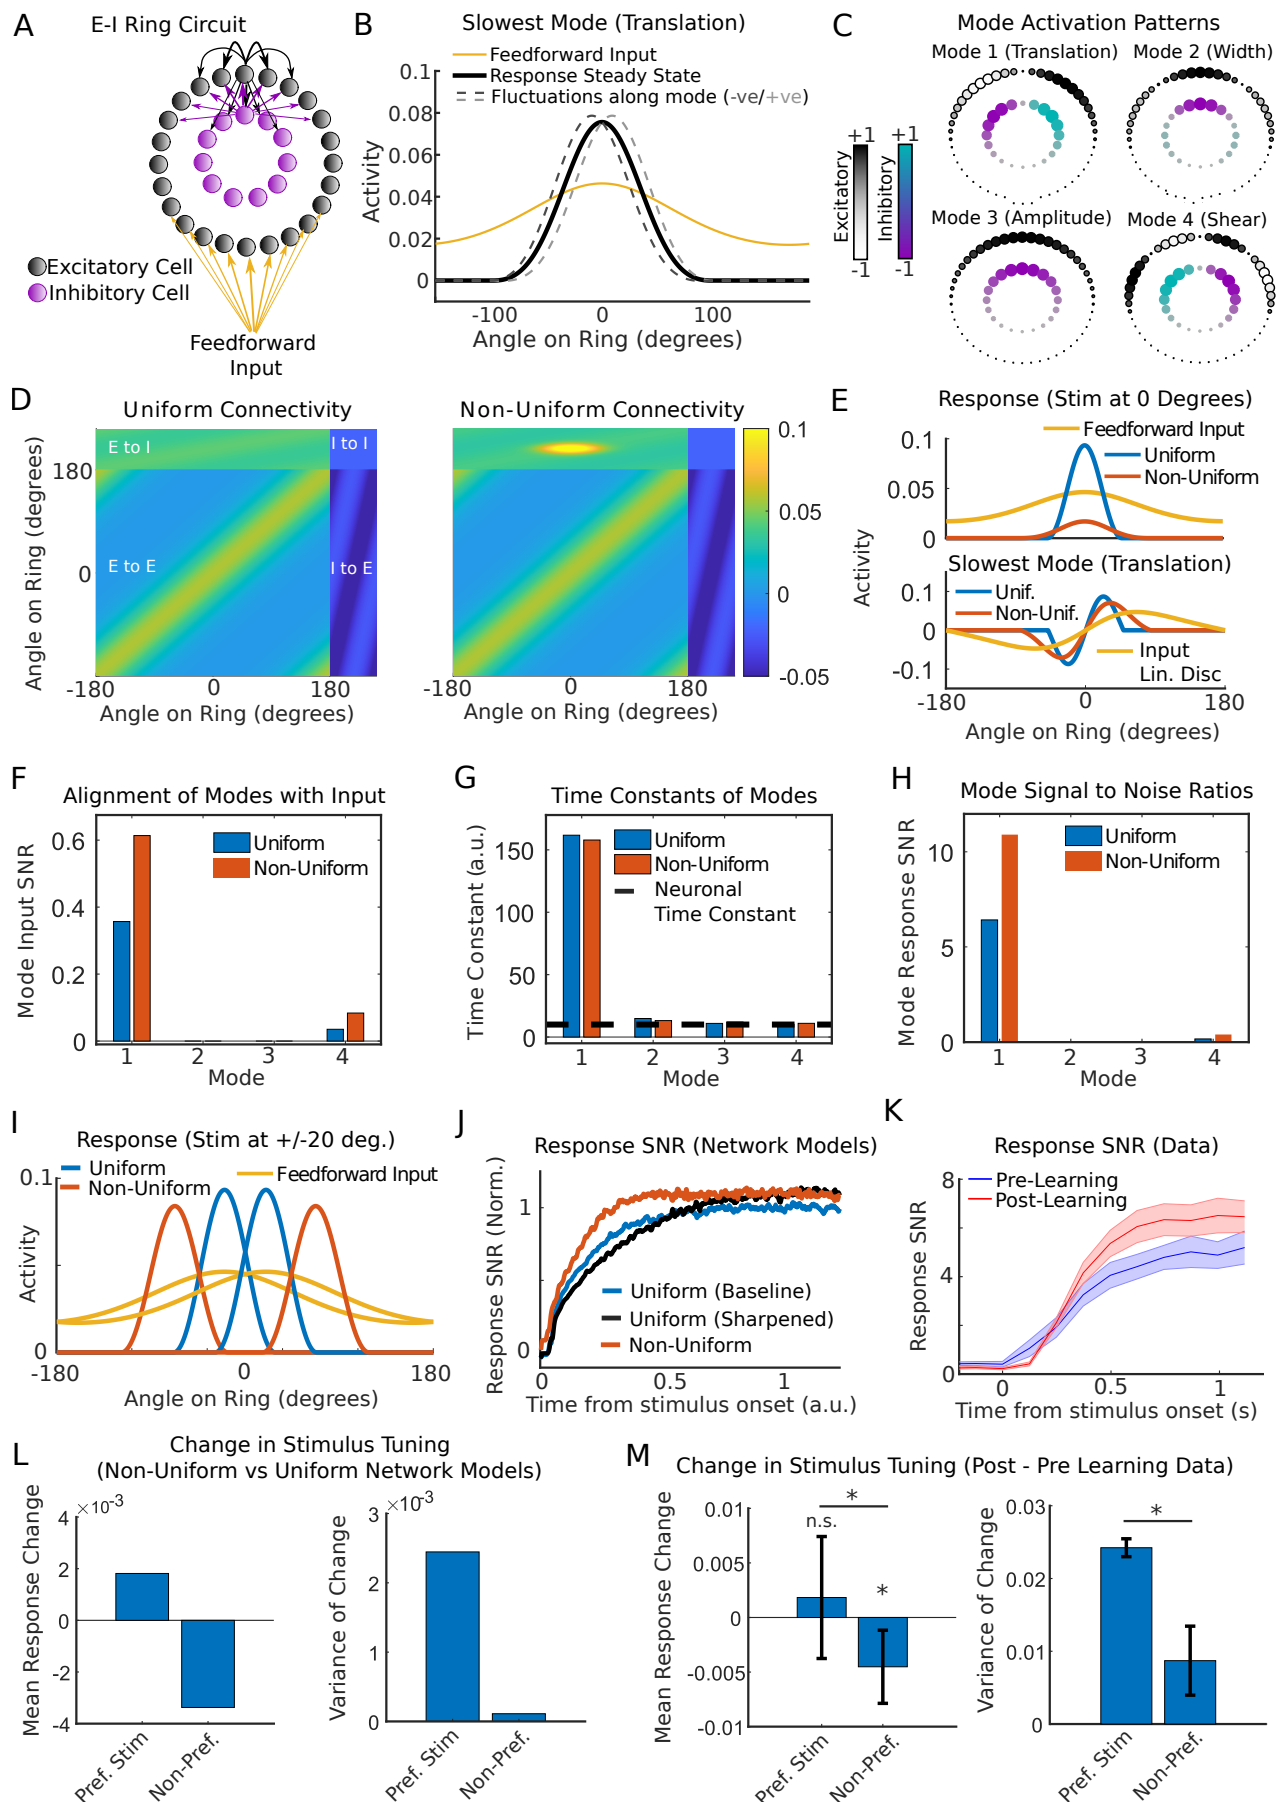 A
E-I Ring Circuit
Excitatory Cell
Inhibitory Cell
Feedforward
Input
B
Slowest Mode (Translation)
Feedforward Input
Response Steady State
Fluctuations along mode (-ve/+ve)
0.1
0.08
0.06
0.04
0.02
0
Activity
-100
0
100
Angle on Ring (degrees)
C
Mode Activation Patterns
Mode 1 (Translation)
Mode 2 (Width)
Mode 3 (Amplitude)
Mode 4 (Shear)
+1
+1
Excitatory
Inhibitory
-1
-1
D
Uniform Connectivity
Non-Uniform Connectivity
E to I
I to I
E to E
I to E
180
0
-180
Angle on Ring (degrees)
-180
0
180
Angle on Ring (degrees)
-180
0
180
Angle on Ring (degrees)
0.1
0.05
0
-0.05
E
Response (Stim at 0 Degrees)
Feedforward Input
Uniform
Non-Uniform
0.1
0.05
0
Activity
Slowest Mode (Translation)
Unif.
Non-Unif.
Input
Lin. Disc
0.1
0
-0.1
-180
0
180
Angle on Ring (degrees)
F
Alignment of Modes with Input
Uniform
Non-Uniform
0.6
0.4
0.2
0
Mode Input SNR
1
2
3
4
Mode
G
Time Constants of Modes
Uniform
Non-Uniform
Neuronal
Time Constant
150
100
50
0
Time Constant (a.u.)
1
2
3
4
Mode
H
Mode Signal to Noise Ratios
Uniform
Non-Uniform
10
5
0
Mode Response SNR
1
2
3
4
Mode
I
Response (Stim at +/-20 deg.)
Uniform
Non-Uniform
Feedforward Input
0.1
0
Activity
-180
0
180
Angle on Ring (degrees)
J
Response SNR (Network Models)
Uniform (Baseline)
Uniform (Sharpened)
Non-Uniform
1
0
Response SNR (Norm.)
0
0.5
1
Time from stimulus onset (a.u.)
K
Response SNR (Data)
Pre-Learning
Post-Learning
8
4
0
Response SNR
0
0.5
1
Time from stimulus onset (s)
L
Change in Stimulus Tuning
(Non-Uniform vs Uniform Network Models)
×10-3
4
2
0
-2
-4
Mean Response Change
Pref. Stim
Non-Pref.
×10-3
3
2
1
0
Variance of Change
Pref. Stim
Non-Pref.
M
Change in Stimulus Tuning (Post - Pre Learning Data)
0.01
0.005
0
-0.005
-0.01
Mean Response Change
*
n.s.
*
Pref. Stim
Non-Pref.
0.03
0.02
0.01
0
Variance of Change
*
Pref. Stim
Non-Pref.